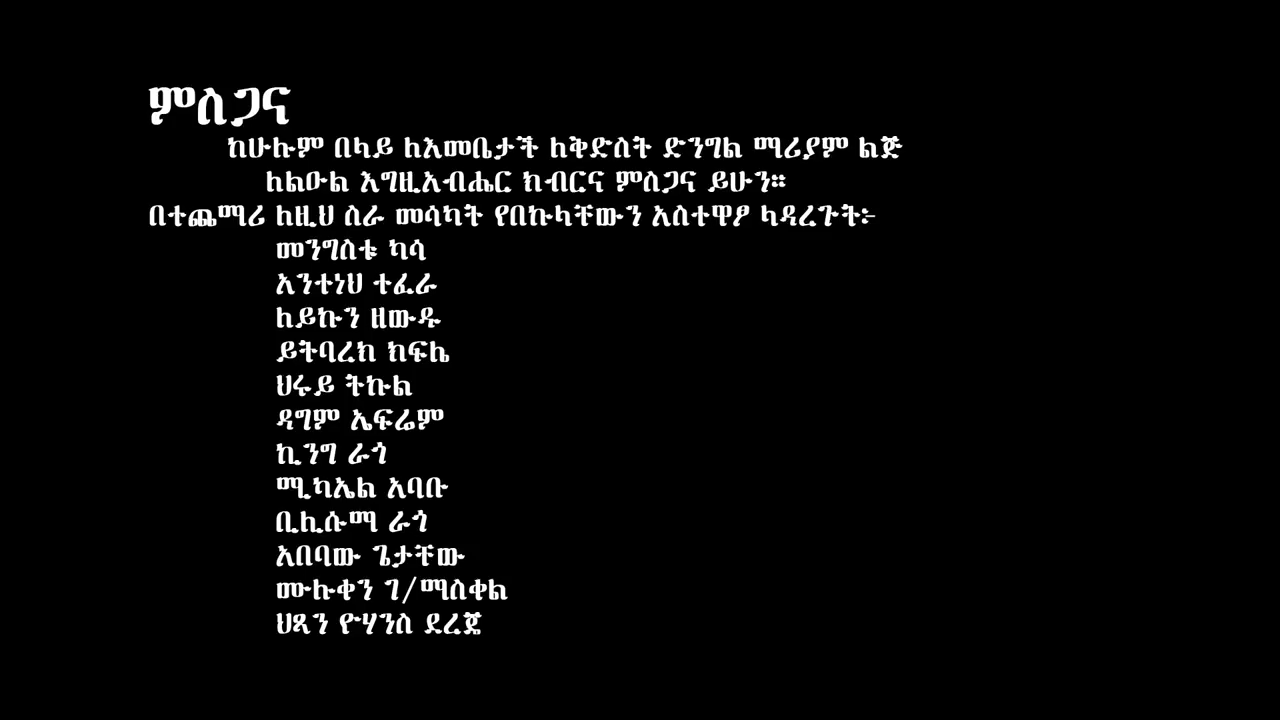 ምስጋና
ከሁሉም በላይ ለእመቤታች ለቅድስት ድንግል ማሪያም ልጅ
ለልዑል እግዚአብሔር ክብርና ምስጋና ይሁን።
በተጨማሪ ለዚህ ስራ መሳካት የበኩላቸውን አስተዋፆ ላዳረጉት፦
መንግስቱ ካሳ
አንተነህ ተፈራ
ለይኩን ዘውዱ
ይትባረክ ክፍሌ
ህሩይ ትኩል
ዳግም ኤፍሬም
ኪንግ ራጎ
ሚካኤል አባቡ
ቢሊሱማ ራጎ
አበባው ጌታቸው
ሙሉቀን ገ/ማስቀል
ህጻን ዮሃንስ ደረጄ